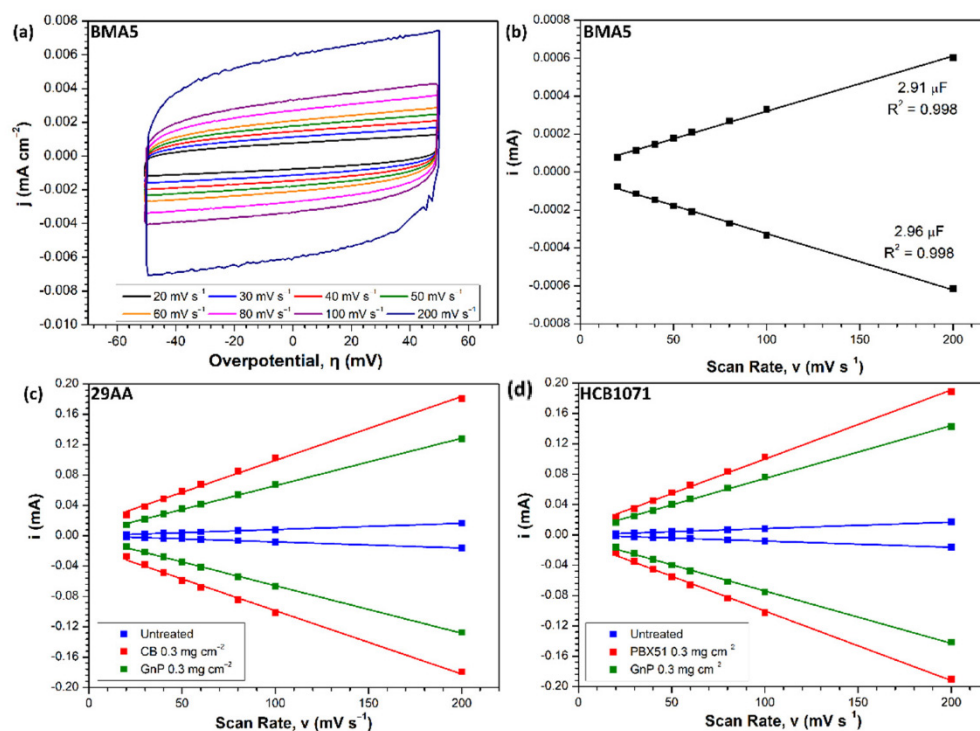 (a) BMA5
0.008
0.006
0.004
0.002
0.000
-0.002
-0.004
-0.006
-0.008
-0.010
j (mA cm⁻²)
20 mV s⁻¹ 30 mV s⁻¹ 40 mV s⁻¹ 50 mV s⁻¹
60 mV s⁻¹ 80 mV s⁻¹ 100 mV s⁻¹ 200 mV s⁻¹
-60 -40 -20 0 20 40 60
Overpotential, η (mV)
(b) BMA5
0.0008
0.0006
0.0004
0.0002
0.0000
-0.0002
-0.0004
-0.0006
-0.0008
i (mA)
2.91 μF
R² = 0.998
2.96 μF
R² = 0.998
0 50 100 150 200
Scan Rate, ν (mV s⁻¹)
(c) 29AA
0.20
0.16
0.12
0.08
0.04
0.00
-0.04
-0.08
-0.12
-0.16
-0.20
i (mA)
Untreated
CB 0.3 mg cm⁻²
GnP 0.3 mg cm⁻²
0 50 100 150 200
Scan Rate, ν (mV s⁻¹)
(d) HCB1071
0.20
0.16
0.12
0.08
0.04
0.00
-0.04
-0.08
-0.12
-0.16
-0.20
i (mA)
Untreated
PBX51 0.3 mg cm⁻²
GnP 0.3 mg cm⁻²
0 50 100 150 200
Scan Rate, ν (mV s⁻¹)